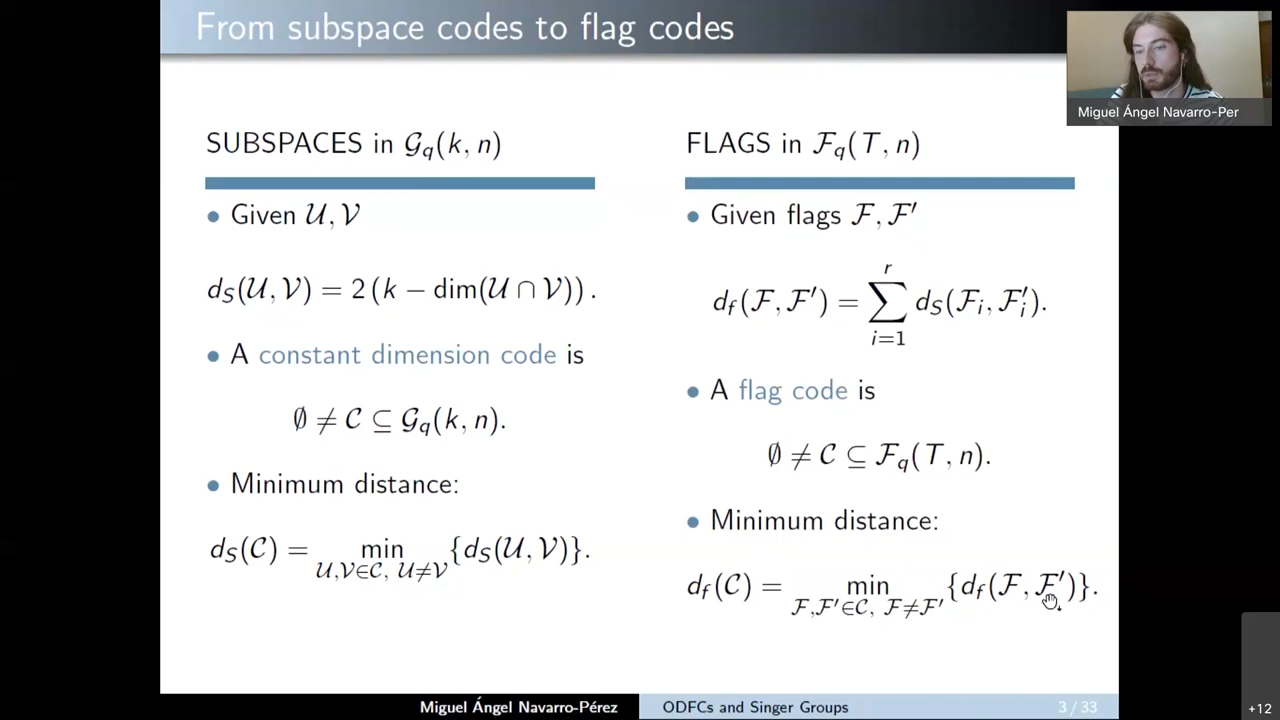 From subspace codes to flag codes
Miguel Ángel Navarro-Per
SUBSPACES in 𝒢_q(k, n)
• Given 𝒰, 𝒱
d_S(𝒰, 𝒱) = 2 (k − dim(𝒰 ∩ 𝒱)) .
• A constant dimension code is
∅ ≠ 𝒞 ⊆ 𝒢_q(k, n).
• Minimum distance:
d_S(𝒞) = min_{𝒰,𝒱∈𝒞, 𝒰≠𝒱} {d_S(𝒰, 𝒱)}.
FLAGS in ℱ_q(T, n)
• Given flags ℱ, ℱ′
d_f(ℱ, ℱ′) = ∑_{i=1}^{r} d_S(ℱ_i, ℱ′_i).
• A flag code is
∅ ≠ 𝒞 ⊆ ℱ_q(T, n).
• Minimum distance:
d_f(𝒞) = min_{ℱ,ℱ′∈𝒞, ℱ≠ℱ′} {d_f(ℱ, ℱ′)}.
Miguel Ángel Navarro-Pérez
ODFCs and Singer Groups
3 / 33
+12